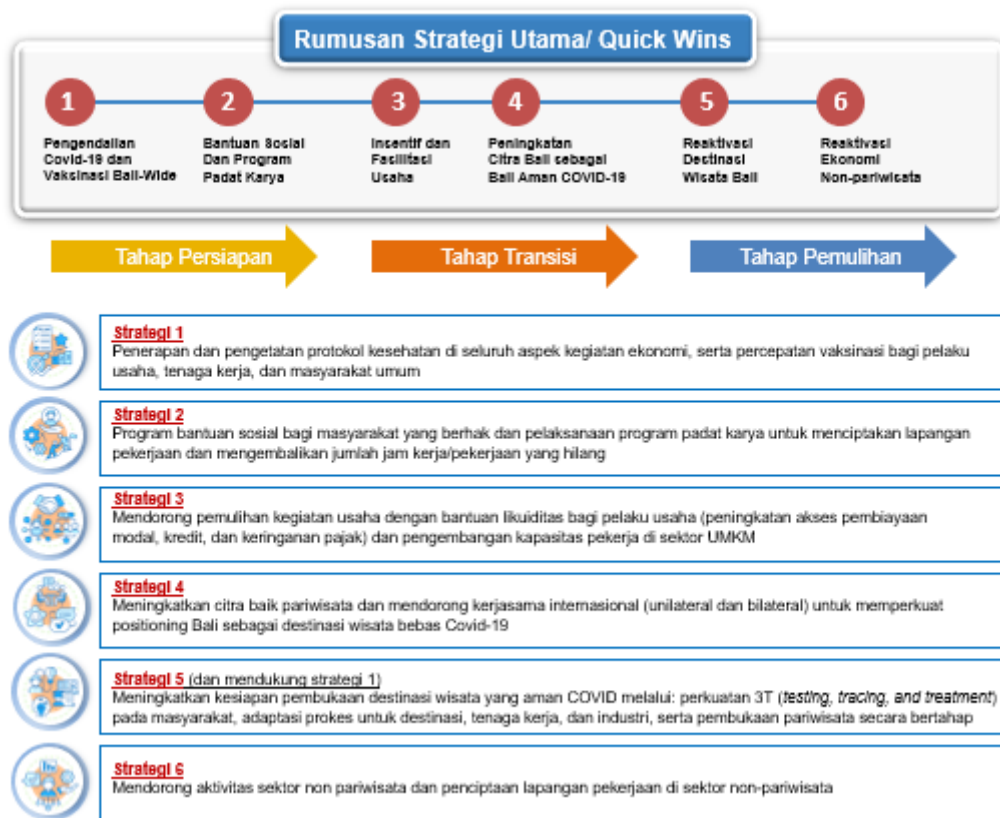 Rumusan Strategi Utama/ Quick Wins
1
2
3
4
5
6
Pengendalian
Covid-19 dan
Vaksinasi Bali-Wide
Bantuan Sosial
Dan Program
Padat Karya
Insentif dan
Fasilitasi
Usaha
Peningkatan
Citra Bali sebagai
Bali Aman COVID-19
Reaktivasi
Destinasi
Wisata Bali
Reaktivasi
Ekonomi
Non-pariwisata
Tahap Persiapan
Tahap Transisi
Tahap Pemulihan
Strategi 1
Penerapan dan pengetatan protokol kesehatan di seluruh aspek kegiatan ekonomi, serta percepatan vaksinasi bagi pelaku
usaha, tenaga kerja, dan masyarakat umum
Strategi 2
Program bantuan sosial bagi masyarakat yang berhak dan pelaksanaan program padat karya untuk menciptakan lapangan
pekerjaan dan mengembalikan jumlah jam kerja/pekerjaan yang hilang
Strategi 3
Mendorong pemulihan kegiatan usaha dengan bantuan likuiditas bagi pelaku usaha (peningkatan akses pembiayaan
modal, kredit, dan keringanan pajak) dan pengembangan kapasitas pekerja di sektor UMKM
Strategi 4
Meningkatkan citra baik pariwisata dan mendorong kerjasama internasional (unilateral dan bilateral) untuk memperkuat
positioning Bali sebagai destinasi wisata bebas Covid-19
Strategi 5 (dan mendukung strategi 1)
Meningkatkan kesiapan pembukaan destinasi wisata yang aman COVID melalui: perkuatan 3T (testing, tracing, and treatment)
pada masyarakat, adaptasi prokes untuk destinasi, tenaga kerja, dan industri, serta pembukaan pariwisata secara bertahap
Strategi 6
Mendorong aktivitas sektor non pariwisata dan penciptaan lapangan pekerjaan di sektor non-pariwisata